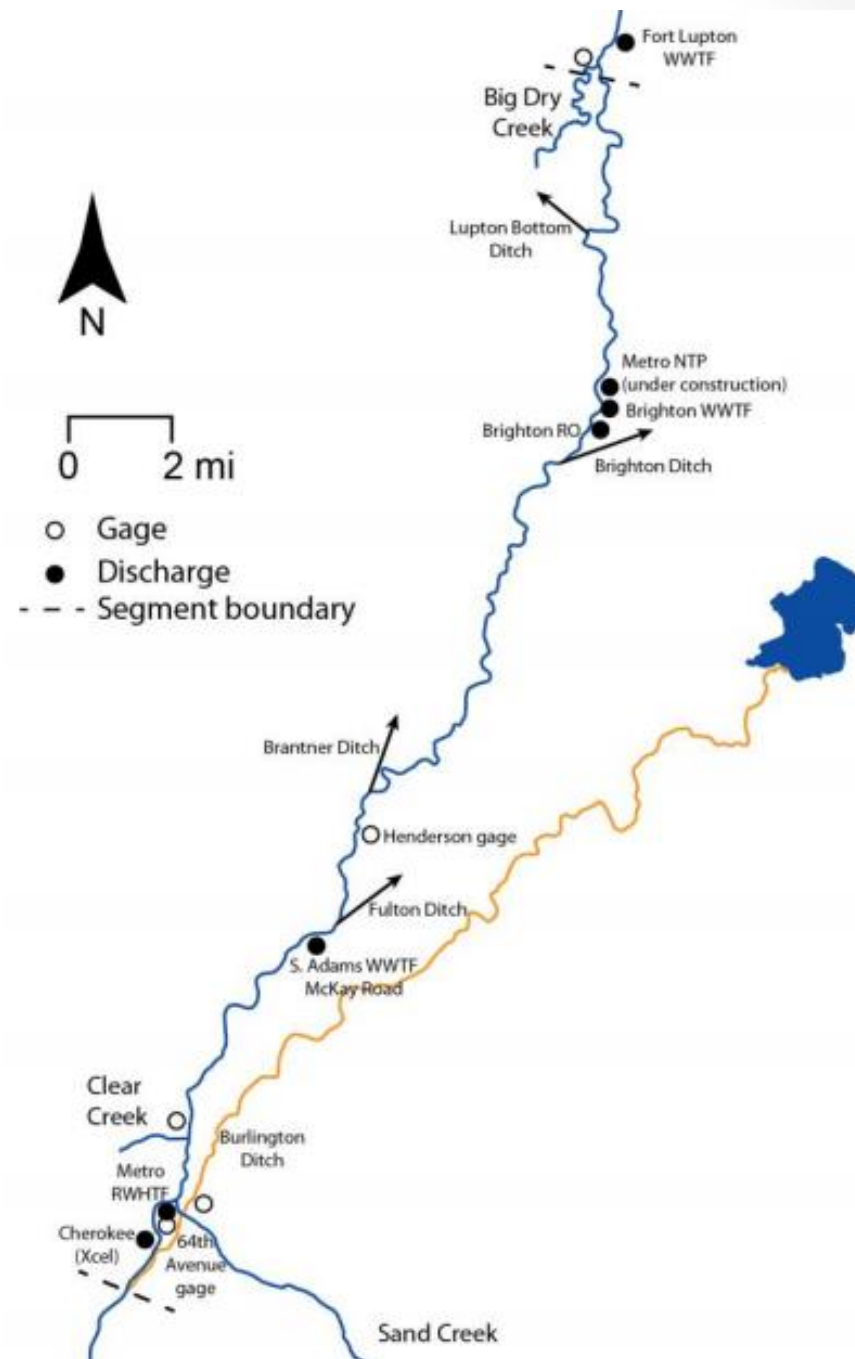 Fort Lupton
WWTF
Big Dry
Creek
Lupton Bottom
Ditch
N
Metro NTP
(under construction)
Brighton WWTF
Brighton RO
Brighton Ditch
0 2 mi
Gage
Discharge
Segment boundary
Brantner Ditch
Henderson gage
Fulton Ditch
S. Adams WWTF
McKay Road
Clear
Creek
Burlington
Ditch
Metro
RWHTF
Cherokee
(Xcel)
64th
Avenue
gage
Sand Creek